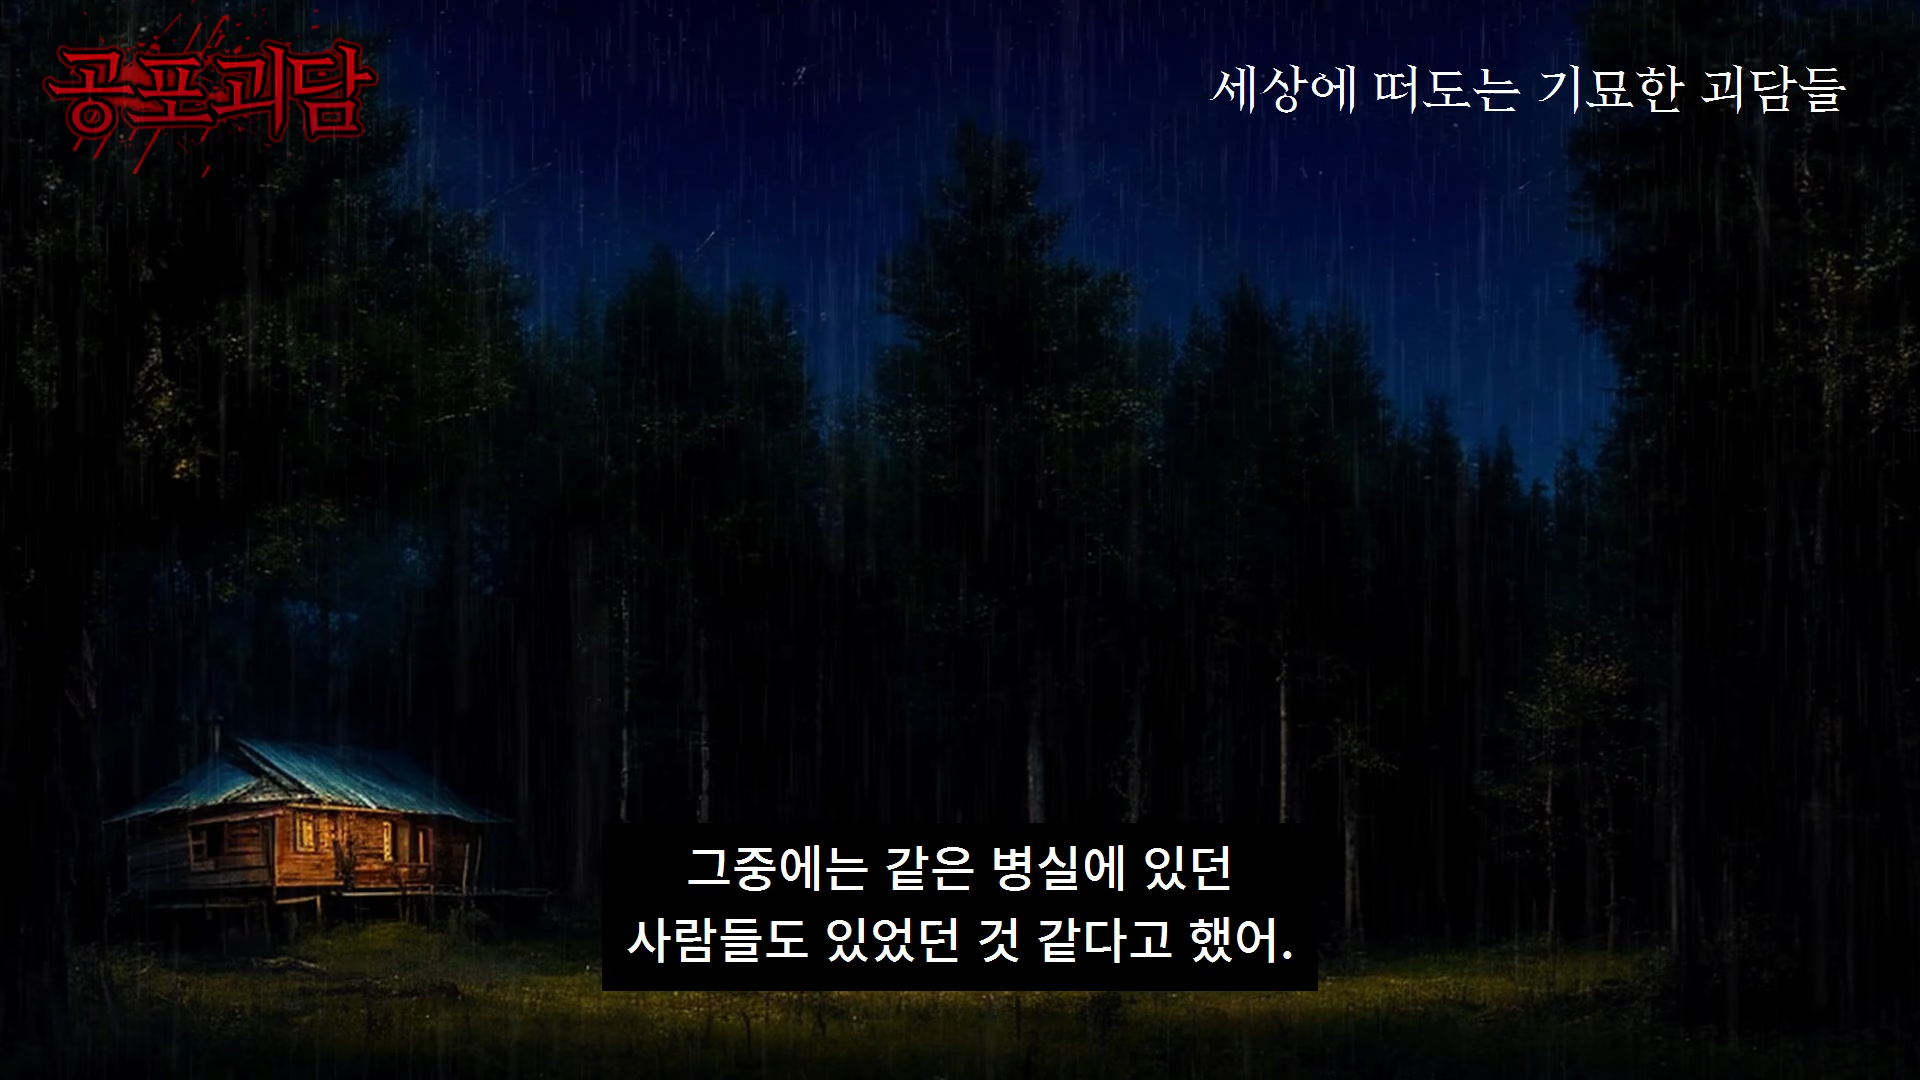 공포괴담
세상에 떠도는 기묘한 괴담들
그중에는 같은 병실에 있던
사람들도 있었던 것 같다고 했어.